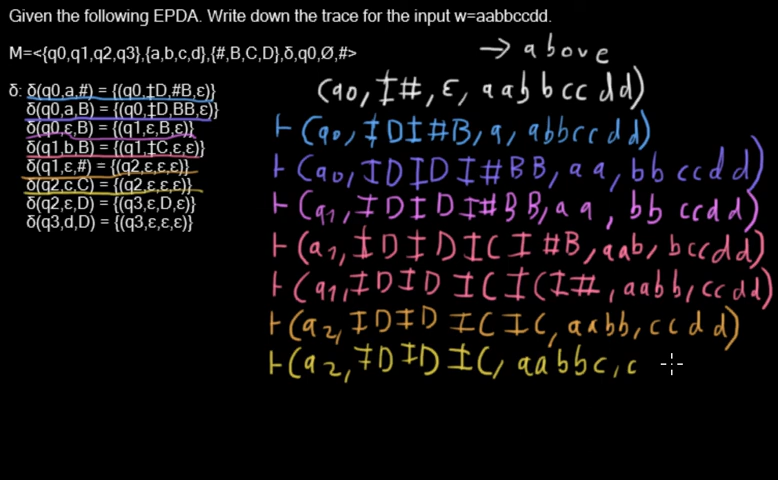 Given the following EPDA. Write down the trace for the input w=aabbccdd.
M=<{q0,q1,q2,q3},{a,b,c,d},{#,B,C,D},δ,q0,Ø,#>
→ above
δ: δ(q0,a,#) = {(q0,‡D,#B,ε)}
δ(q0,a,B) = {(q0,‡D,BB,ε)}
δ(q0,ε,B) = {(q1,ε,B,ε)}
δ(q1,b,B) = {(q1,‡C,ε,ε)}
δ(q1,ε,#) = {(q2,ε,ε,ε)}
δ(q2,c,C) = {(q2,ε,ε,ε)}
δ(q2,ε,D) = {(q3,ε,D,ε)}
δ(q3,d,D) = {(q3,ε,ε,ε)}
(q0, ‡#, ε, aabbccdd)
⊢ (q0, ‡D‡#B, a, abbccdd)
⊢ (q0, ‡D‡D‡#BB, aa, bbccdd)
⊢ (q1, ‡D‡D‡#BB, aa, bbccdd)
⊢ (q1, ‡D‡D‡C‡#B, aab, bccdd)
⊢ (q1, ‡D‡D‡C‡C‡#, aabb, ccdd)
⊢ (q2, ‡D‡D‡C‡C, aabb, ccdd)
⊢ (q2, ‡D‡D‡C, aabbc, c